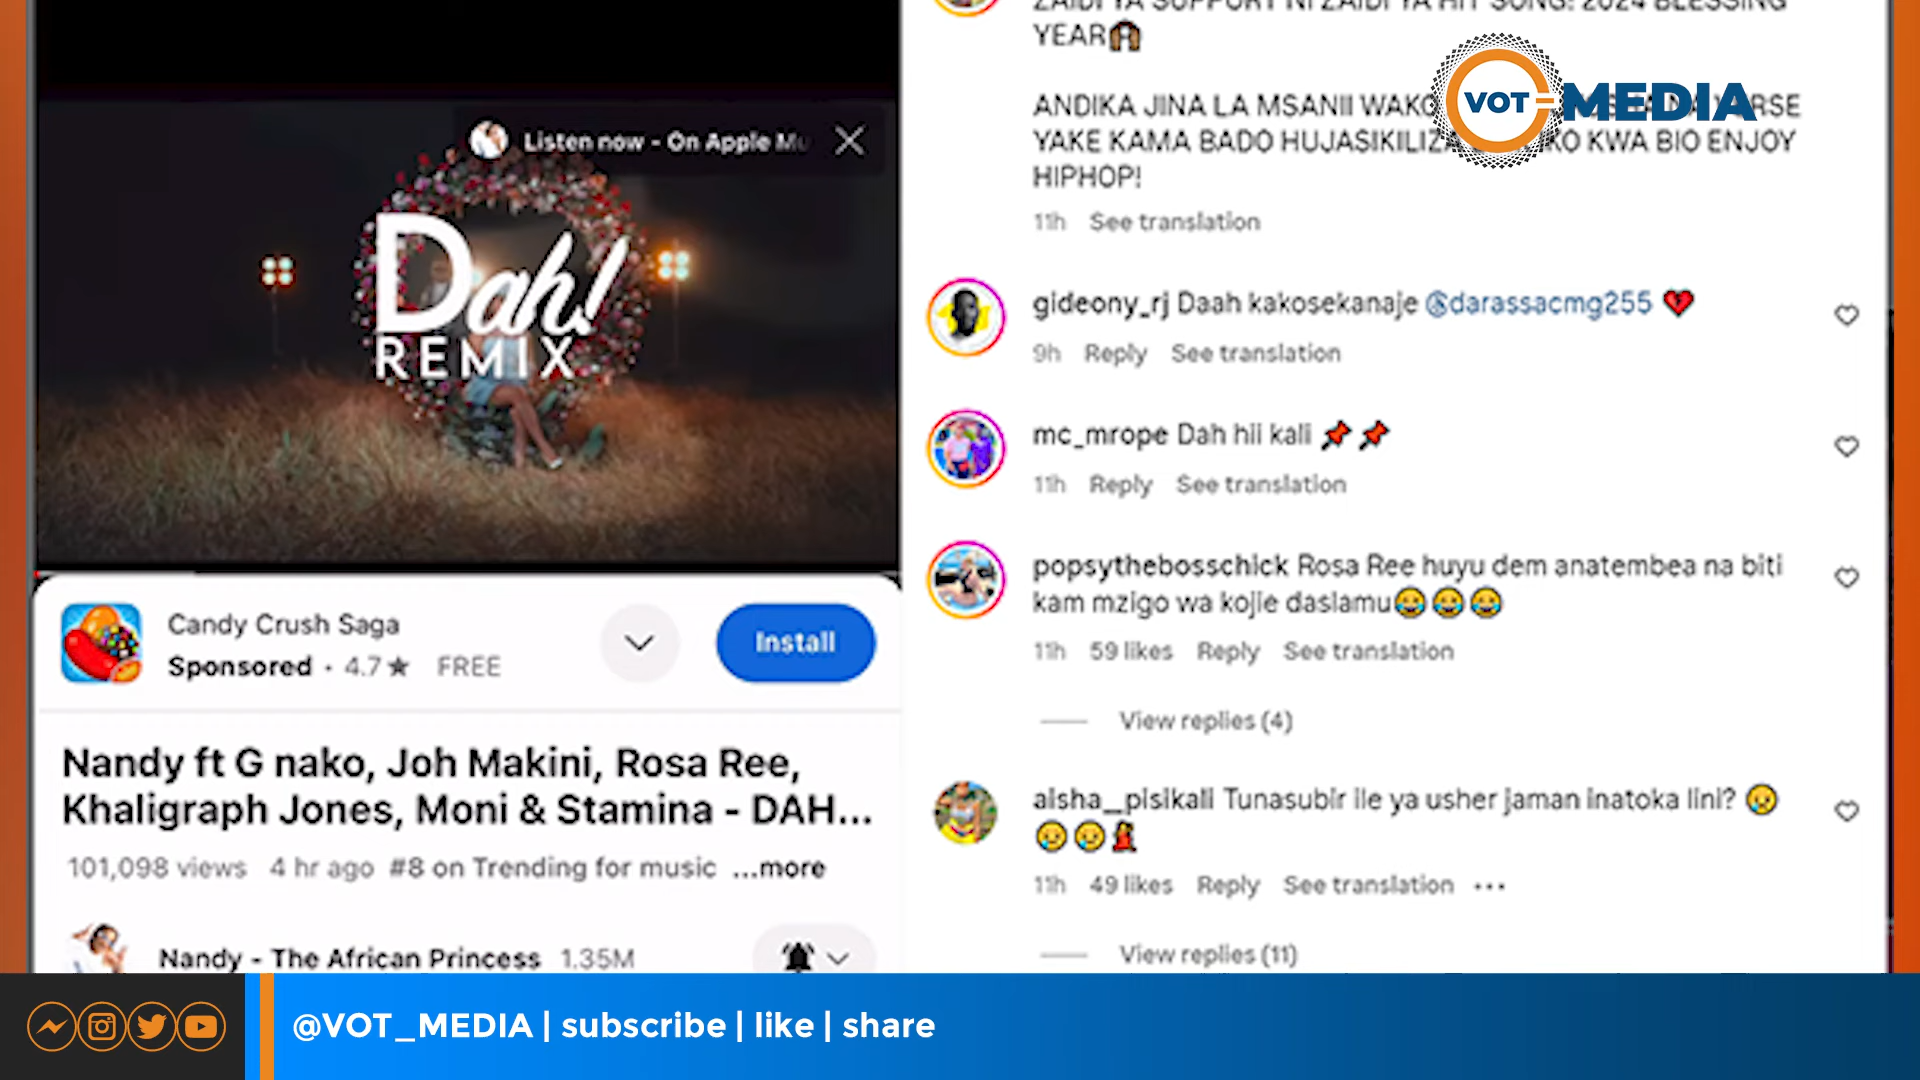 Listen now - On Apple Mu
Dah!
REMIX
Candy Crush Saga
Sponsored · 4.7★ FREE
Install
Nandy ft G nako, Joh Makini, Rosa Ree,
Khaligraph Jones, Moni & Stamina - DAH...
101,098 views 4 hr ago #8 on Trending for music ...more
Nandy - The African Princess 1.35M
ZAIDI YA SUPPORT NI ZAIDI YA HIT SONG! 2024 BLESSING
YEAR
VOT MEDIA
ANDIKA JINA LA MSANII WAKO
YAKE KAMA BADO HUJASIKILIZA KWA BIO ENJOY
HIPHOP!
11h See translation
gideony_rj Daah kakosekanaje @darassacmg255 💔
9h Reply See translation
mc_mrope Dah hii kali 📌📌
11h Reply See translation
popsythebosschick Rosa Ree huyu dem anatembea na biti
kam mzigo wa kojie daslamu😂😂😂
11h 59 likes Reply See translation
View replies (4)
aisha__pisikali Tunasubir ile ya usher jaman inatoka lini? 😢
😢😢💃
11h 49 likes Reply See translation ...
View replies (11)
@VOT_MEDIA | subscribe | like | share